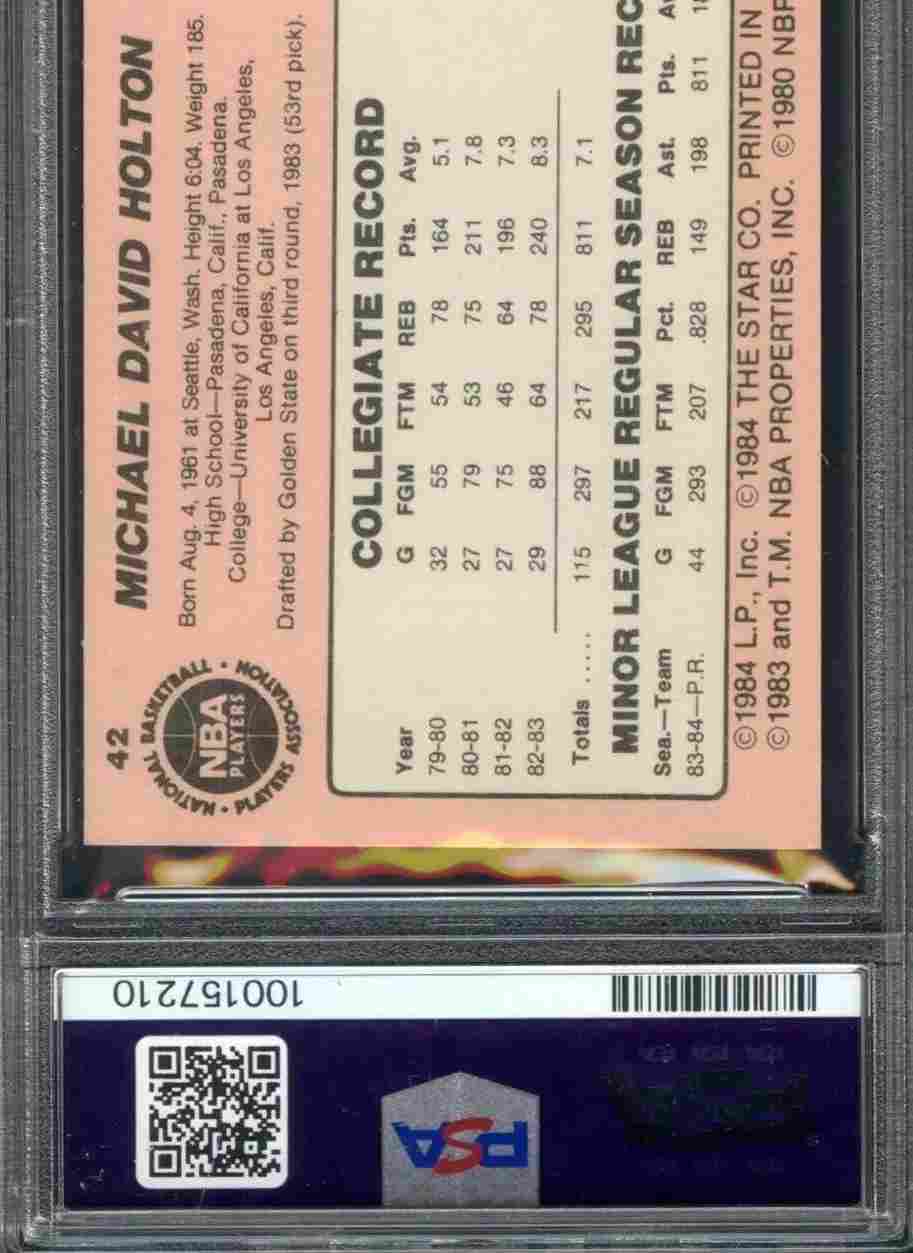 42
MICHAEL DAVID HOLTON
NATIONAL BASKETBALL PLAYERS ASSOCIATION
NBA
PLAYERS
Born Aug. 4, 1961 at Seattle, Wash. Height 6:04. Weight 185.
High School—Pasadena, Calif., Pasadena.
College—University of California at Los Angeles,
Los Angeles, Calif.
Drafted by Golden State on third round, 1983 (53rd pick).
COLLEGIATE RECORD
Year G FGM FTM REB Pts. Avg.
79-80 32 55 54 78 164 5.1
80-81 27 79 53 75 211 7.8
81-82 27 75 46 64 196 7.3
82-83 29 88 64 78 240 8.3
Totals ..... 115 297 217 295 811 7.1
MINOR LEAGUE REGULAR SEASON REC
Sea.—Team G FGM FTM Pct. REB Ast. Pts.
83-84—P.R. 44 293 207 .828 149 198 811
©1984 L.P., Inc. ©1984 THE STAR CO. PRINTED IN
©1983 and T.M. NBA PROPERTIES, INC. ©1980 NBP
100157210
PSA